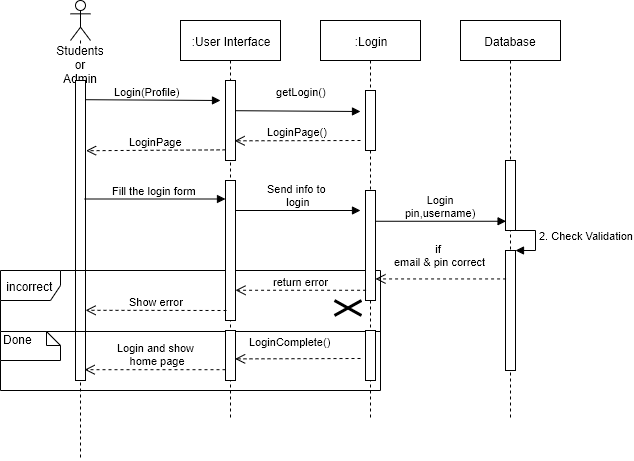 Students
or
Admin
:User Interface
:Login
Database
Login(Profile)
getLogin()
LoginPage()
LoginPage
Fill the login form
Send info to
login
Login
pin,username)
2. Check Validation
if
email & pin correct
incorrect
return error
Show error
Done
LoginComplete()
Login and show
home page